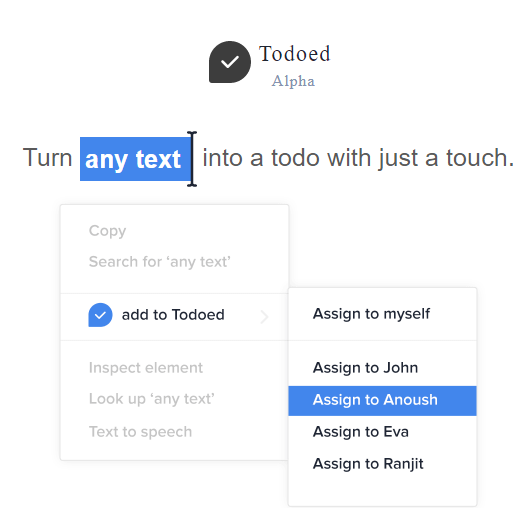 Todoed
Alpha
Turn any text into a todo with just a touch.
Copy
Search for ‘any text’
add to Todoed
Inspect element
Look up ‘any text’
Text to speech
Assign to myself
Assign to John
Assign to Anoush
Assign to Eva
Assign to Ranjit